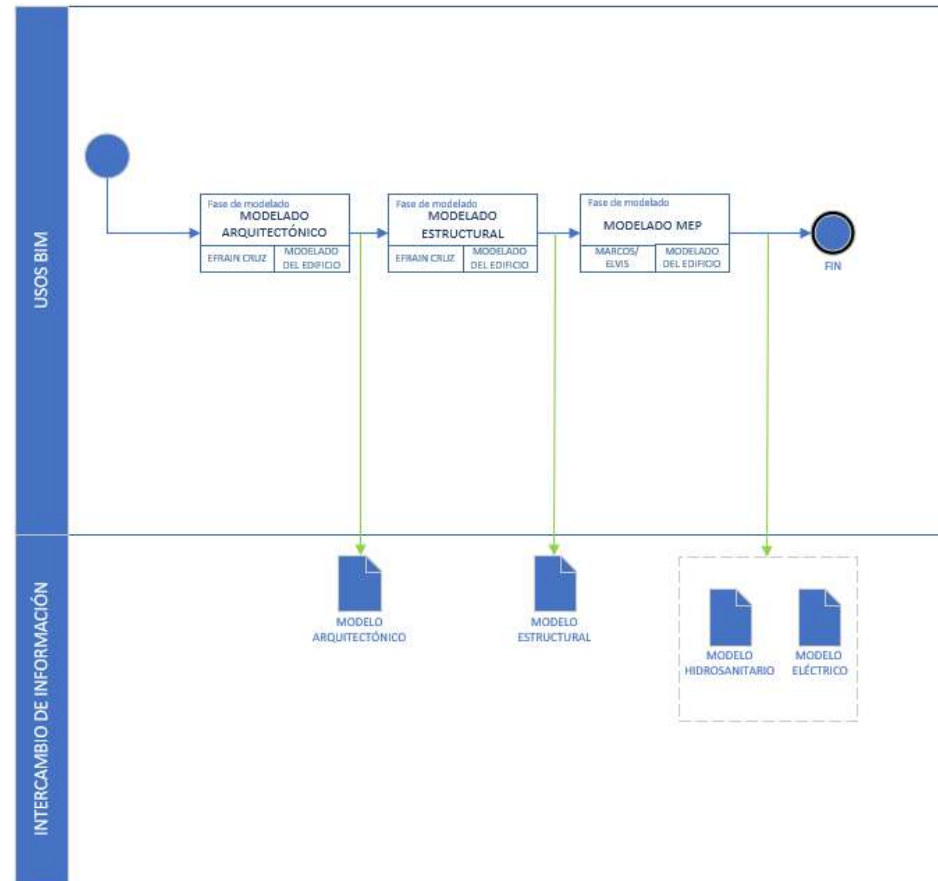 USOS BIM
Fase de modelado
MODELADO
ARQUITECTÓNICO
EFRAIN CRUZ
MODELADO
DEL EDIFICIO
Fase de modelado
MODELADO
ESTRUCTURAL
EFRAIN CRUZ
MODELADO
DEL EDIFICIO
Fase de modelado
MODELADO MEP
MARCOS/
ELVIS
MODELADO
DEL EDIFICIO
FIN
INTERCAMBIO DE INFORMACIÓN
MODELO
ARQUITECTÓNICO
MODELO
ESTRUCTURAL
MODELO
HIDROSANITARIO
MODELO
ELÉCTRICO